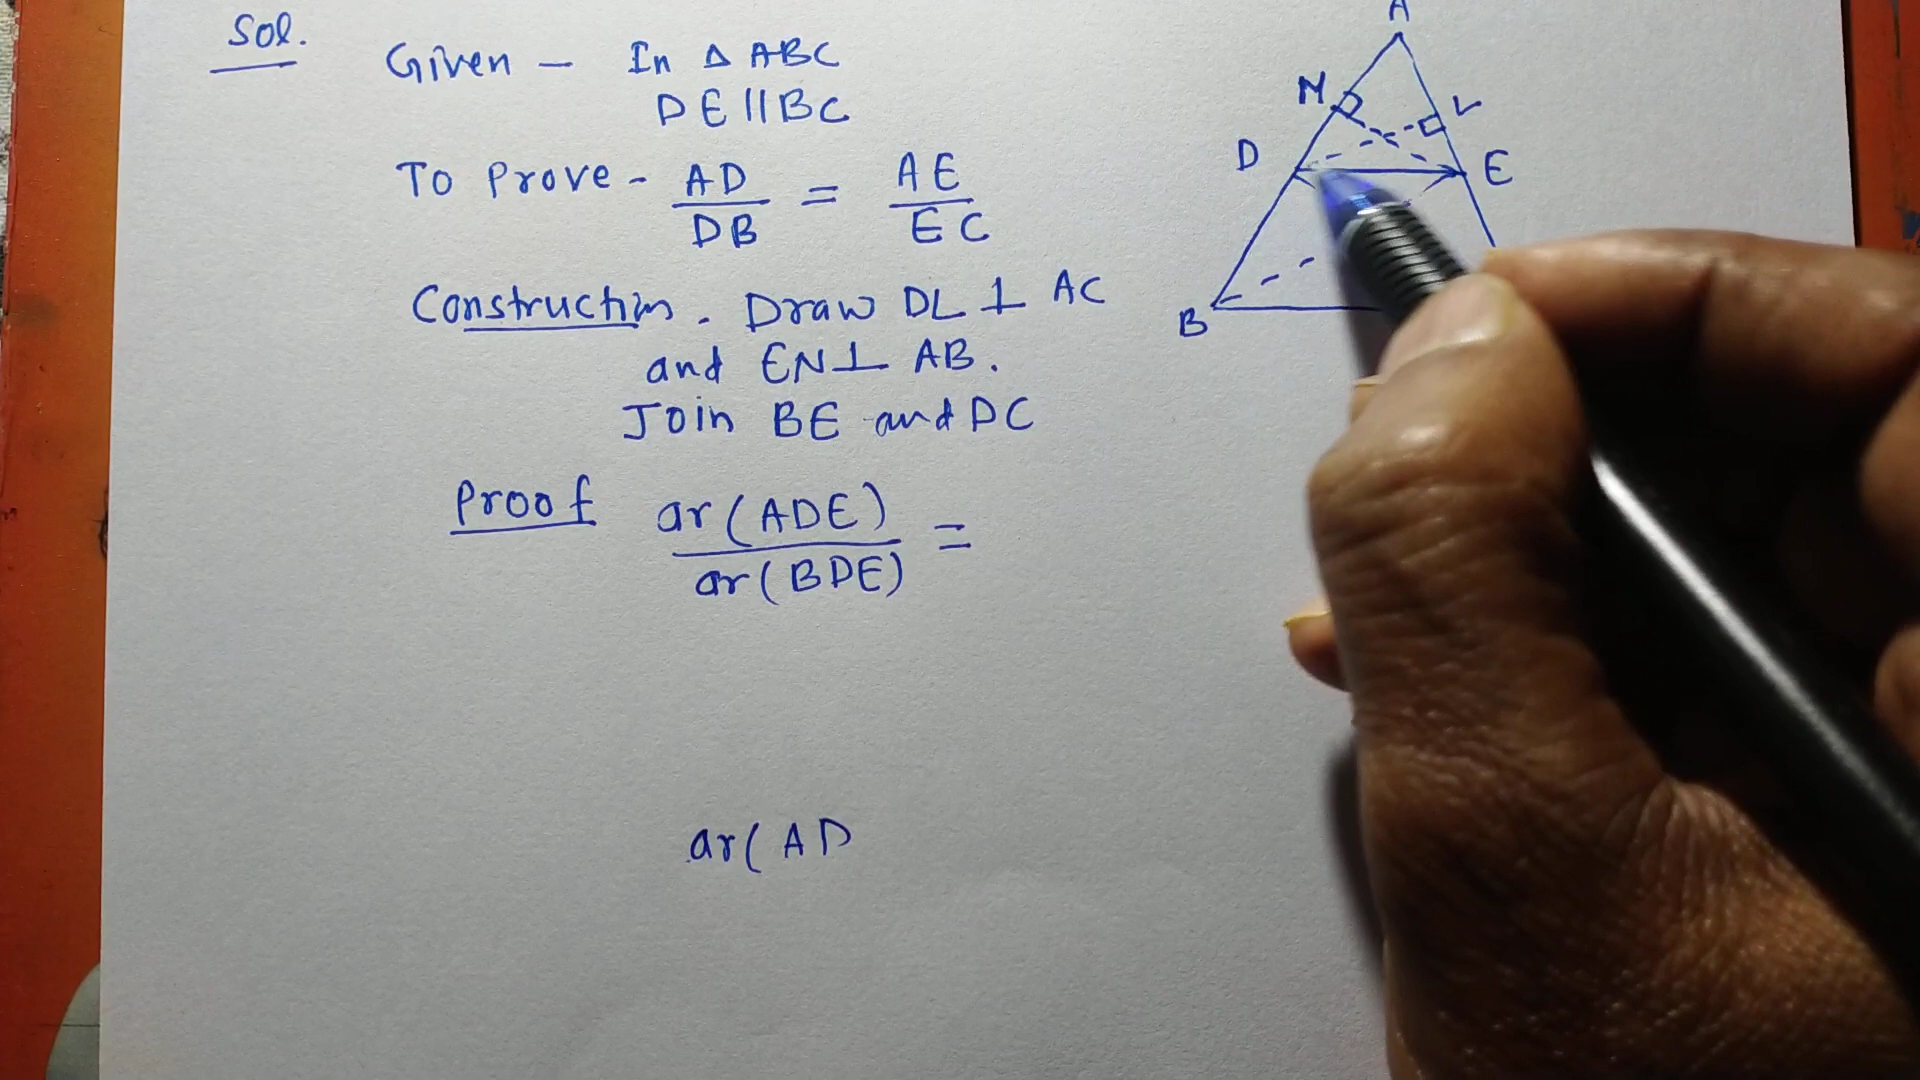 Sol.
Given - In Δ ABC
DE || BC
To Prove - AD/DB = AE/EC
Construction. Draw DL ⊥ AC
and EN ⊥ AB.
Join BE and DC
Proof ar(ADE)/ar(BDE) =
ar(AD
A
N
L
D
E
B